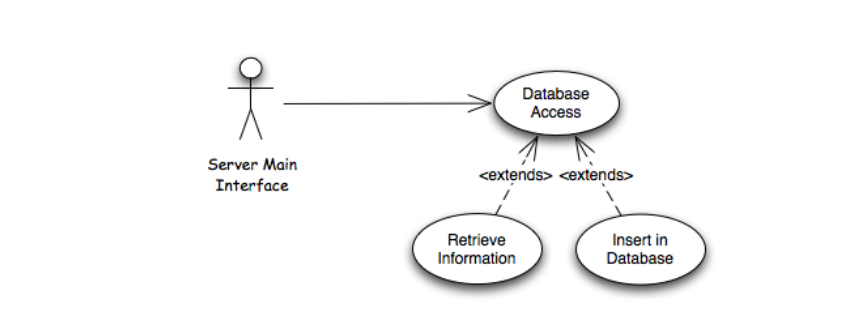 Database
Access
Server Main
Interface
<extends> <extends>
Retrieve
Information
Insert in
Database